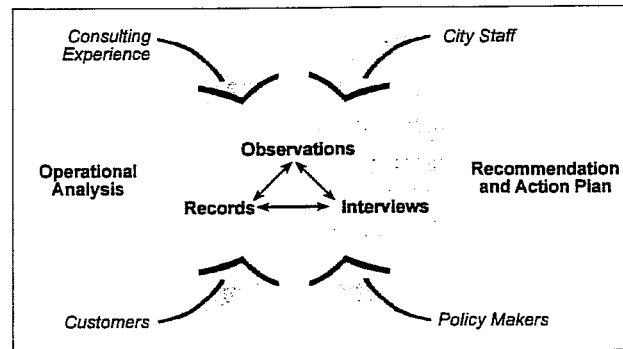 Consulting
Experience
City Staff
Observations
Operational
Analysis
Recommendation
and Action Plan
Records
Interviews
Customers
Policy Makers